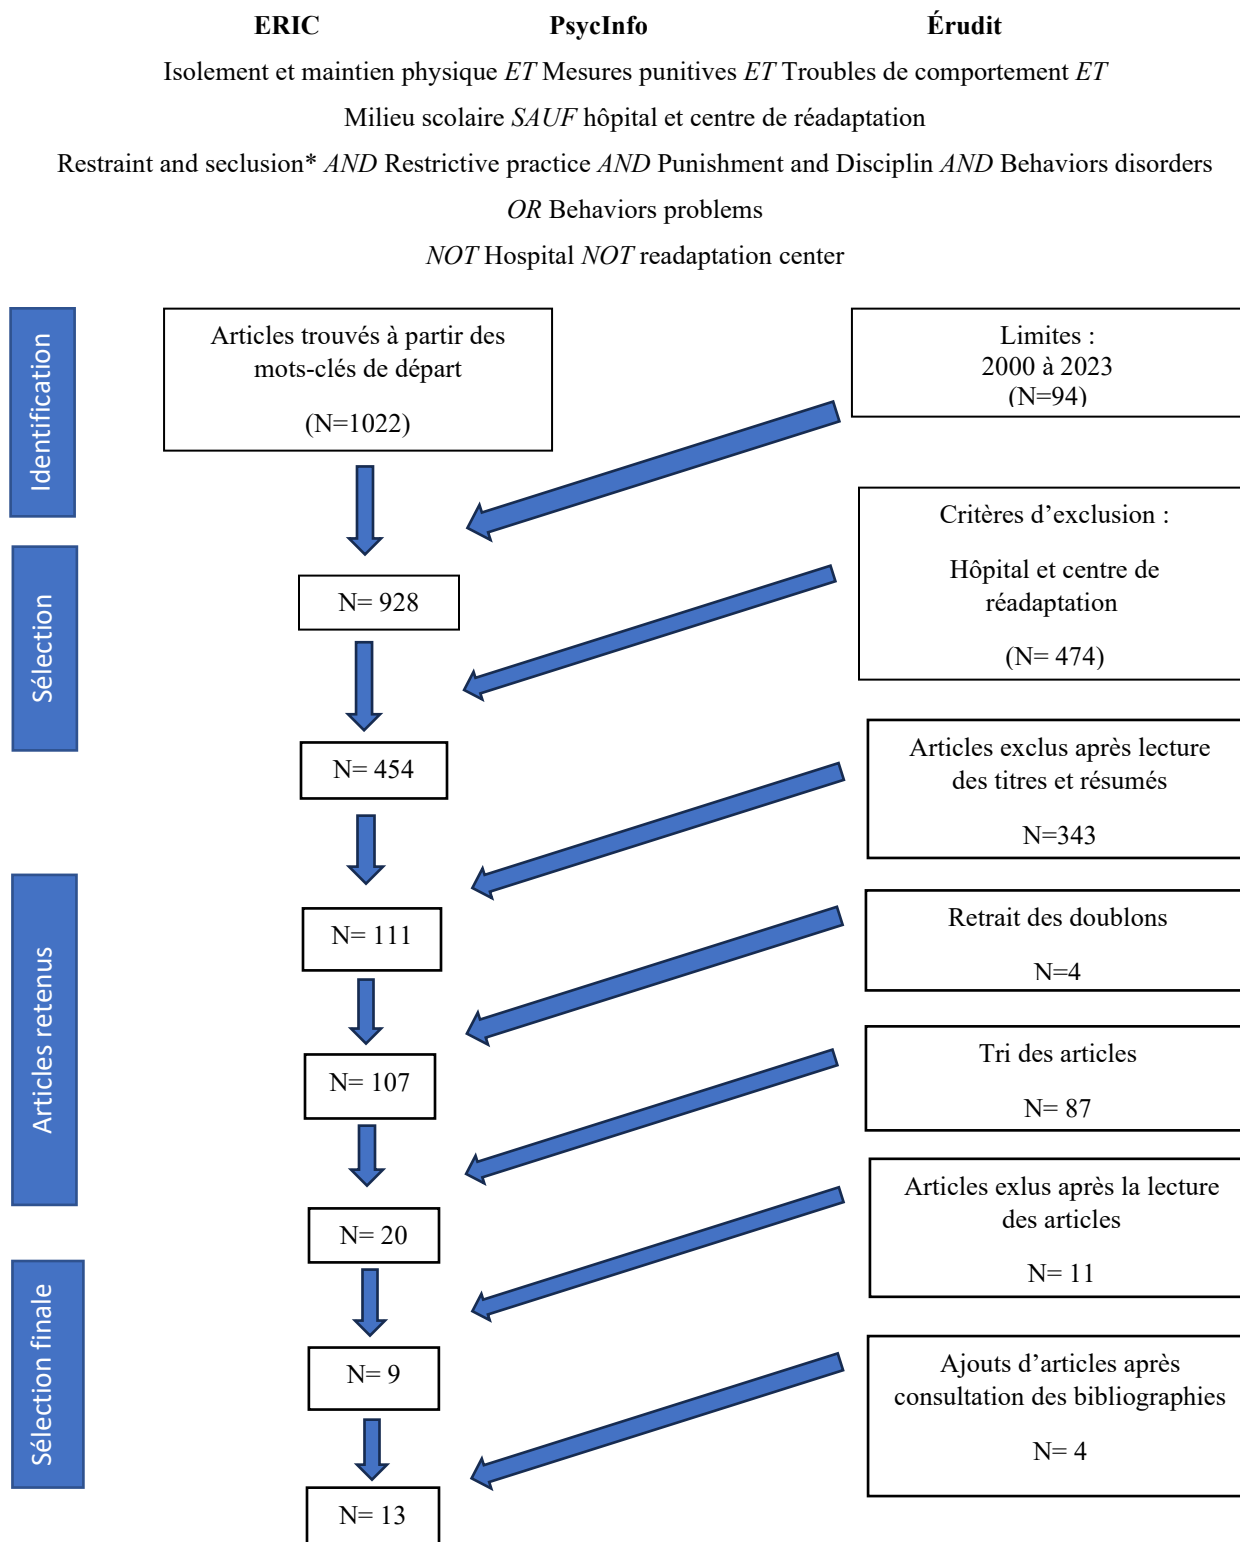 ERIC PsycInfo Érudit
Isolement et maintien physique ET Mesures punitives ET Troubles de comportement ET
Milieu scolaire SAUF hôpital et centre de réadaptation
Restraint and seclusion* AND Restrictive practice AND Punishment and Disciplin AND Behaviors disorders
OR Behaviors problems
NOT Hospital NOT readaptation center
Identification
Articles trouvés à partir des
mots-clés de départ
(N=1022)
Limites :
2000 à 2023
(N=94)
Sélection
N= 928
Critères d’exclusion :
Hôpital et centre de
réadaptation
(N= 474)
N= 454
Articles exclus après lecture
des titres et résumés
N=343
Articles retenus
N= 111
Retrait des doublons
N=4
N= 107
Tri des articles
N= 87
N= 20
Articles exlus après la lecture
des articles
N= 11
Sélection finale
N= 9
Ajouts d’articles après
consultation des bibliographies
N= 4
N= 13